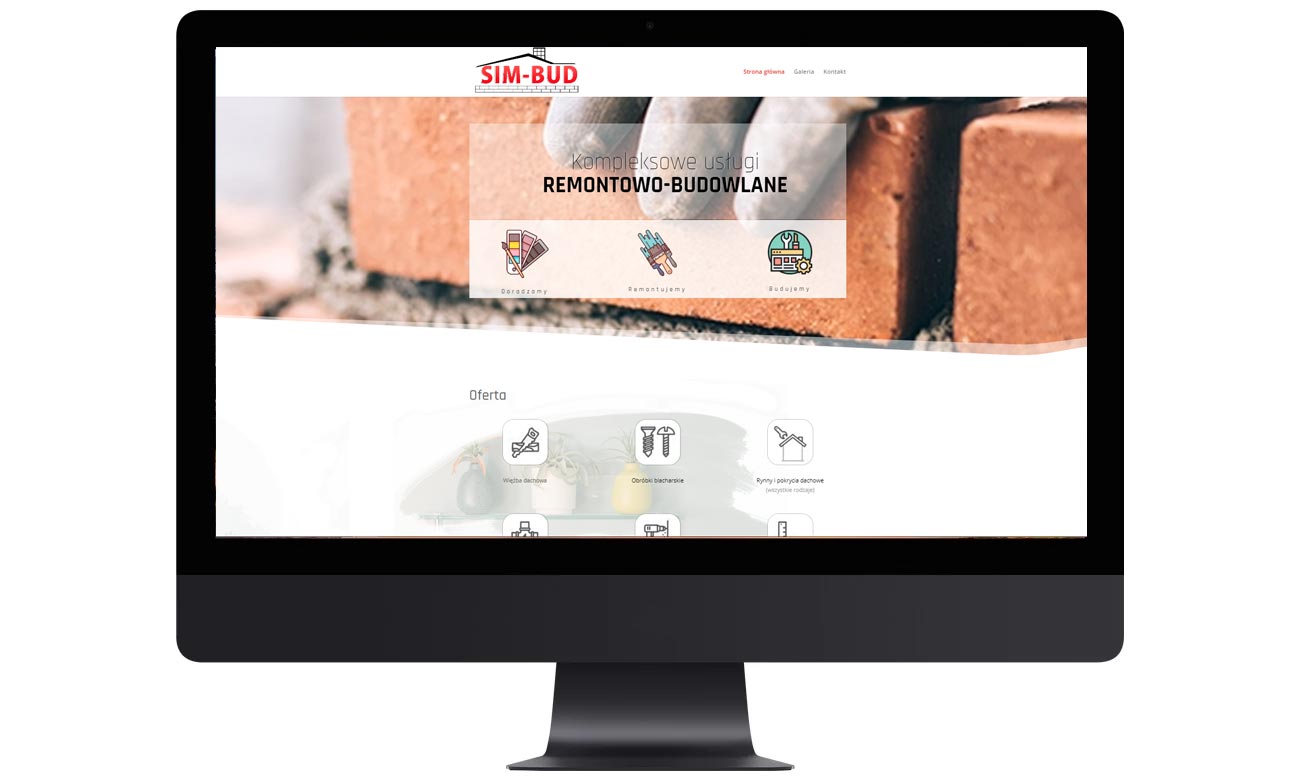 SIM-BUD
Strona główna Galeria Kontakt
Kompleksowe usługi
REMONTOWO-BUDOWLANE
Doradzamy Remontujemy Budujemy
Oferta
Więźba dachowa Obróbki blacharskie Rynny i pokrycia dachowe
(wszystkie rodzaje)